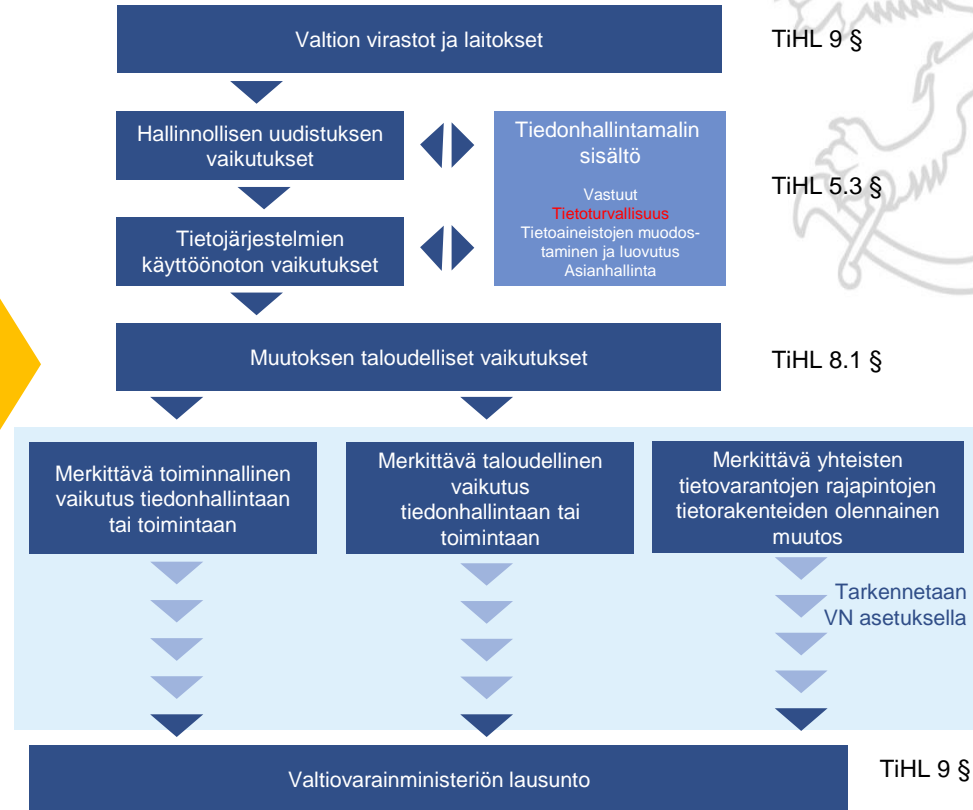 Valtion virastot ja laitokset
TiHL 9 §
Hallinnollisen uudistuksen
vaikutukset
Tiedonhallintamalin
sisältö
Vastuut
Tietoturvallisuus
Tietoaineistojen muodos-
taminen ja luovutus
Asianhallinta
TiHL 5.3 §
Tietojärjestelmien
käyttöönoton vaikutukset
Muutoksen taloudelliset vaikutukset
TiHL 8.1 §
Merkittävä toiminnallinen
vaikutus tiedonhallintaan
tai toimintaan
Merkittävä taloudellinen
vaikutus
tiedonhallintaan tai
toimintaan
Merkittävä yhteisten
tietovarantojen rajapintojen
tietorakenteiden olennainen
muutos
Tarkennetaan
VN asetuksella
Valtiovarainministeriön lausunto
TiHL 9 §